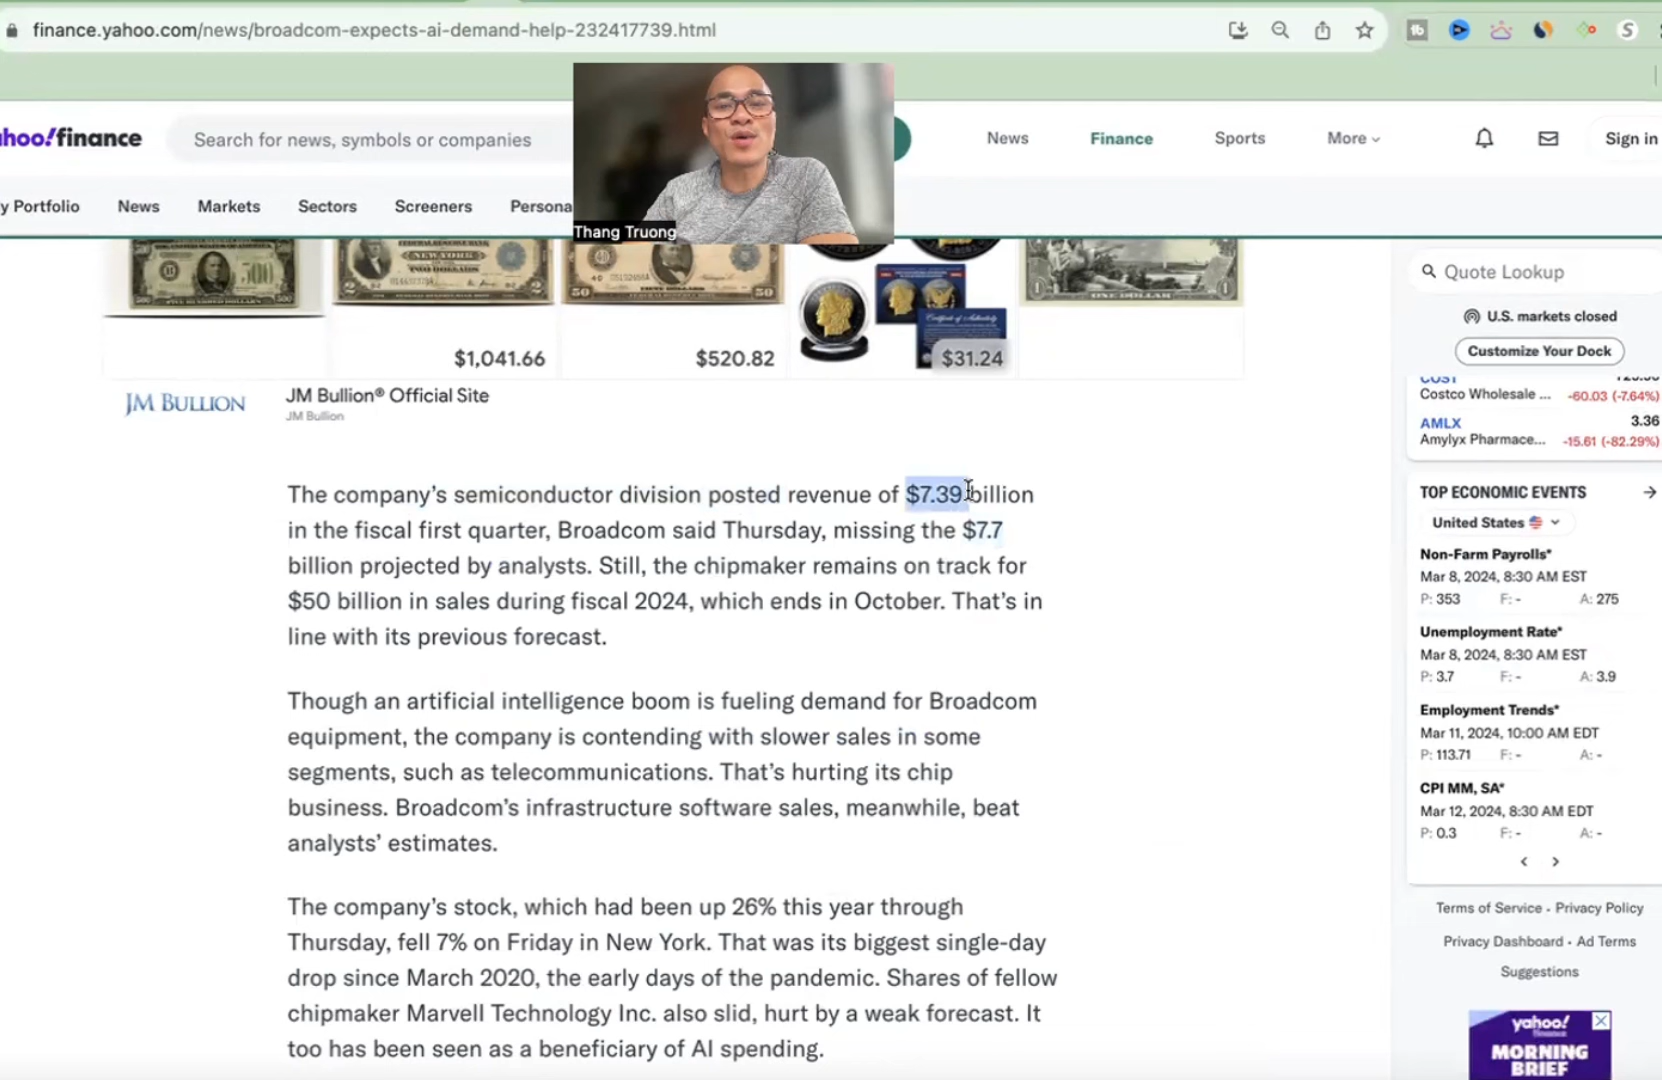 finance.yahoo.com/news/broadcom-expects-ai-demand-help-232417739.html
hoo!finance
Search for news, symbols or companies
News
Finance
Sports
More
Sign in
y Portfolio
News
Markets
Sectors
Screeners
Persona
Thang Truong
$1,041.66
$520.82
$31.24
JM BULLION
JM Bullion® Official Site
JM Bullion
The company's semiconductor division posted revenue of $7.39 billion
in the fiscal first quarter, Broadcom said Thursday, missing the $7.7
billion projected by analysts. Still, the chipmaker remains on track for
$50 billion in sales during fiscal 2024, which ends in October. That's in
line with its previous forecast.
Though an artificial intelligence boom is fueling demand for Broadcom
equipment, the company is contending with slower sales in some
segments, such as telecommunications. That's hurting its chip
business. Broadcom's infrastructure software sales, meanwhile, beat
analysts' estimates.
The company's stock, which had been up 26% this year through
Thursday, fell 7% on Friday in New York. That was its biggest single-day
drop since March 2020, the early days of the pandemic. Shares of fellow
chipmaker Marvell Technology Inc. also slid, hurt by a weak forecast. It
too has been seen as a beneficiary of AI spending.
Quote Lookup
U.S. markets closed
Customize Your Dock
COST
Costco Wholesale ... -60.03 (-7.64%)
AMLX 3.36
Amylyx Pharmace... -15.61 (-82.29%)
TOP ECONOMIC EVENTS
United States
Non-Farm Payrolls*
Mar 8, 2024, 8:30 AM EST
P: 353 F: - A: 275
Unemployment Rate*
Mar 8, 2024, 8:30 AM EST
P: 3.7 F: - A: 3.9
Employment Trends*
Mar 11, 2024, 10:00 AM EDT
P: 113.71 F: - A: -
CPI MM, SA*
Mar 12, 2024, 8:30 AM EDT
P: 0.3 F: - A: -
Terms of Service • Privacy Policy
Privacy Dashboard • Ad Terms
Suggestions
yahoo!
finance
MORNING
BRIEF